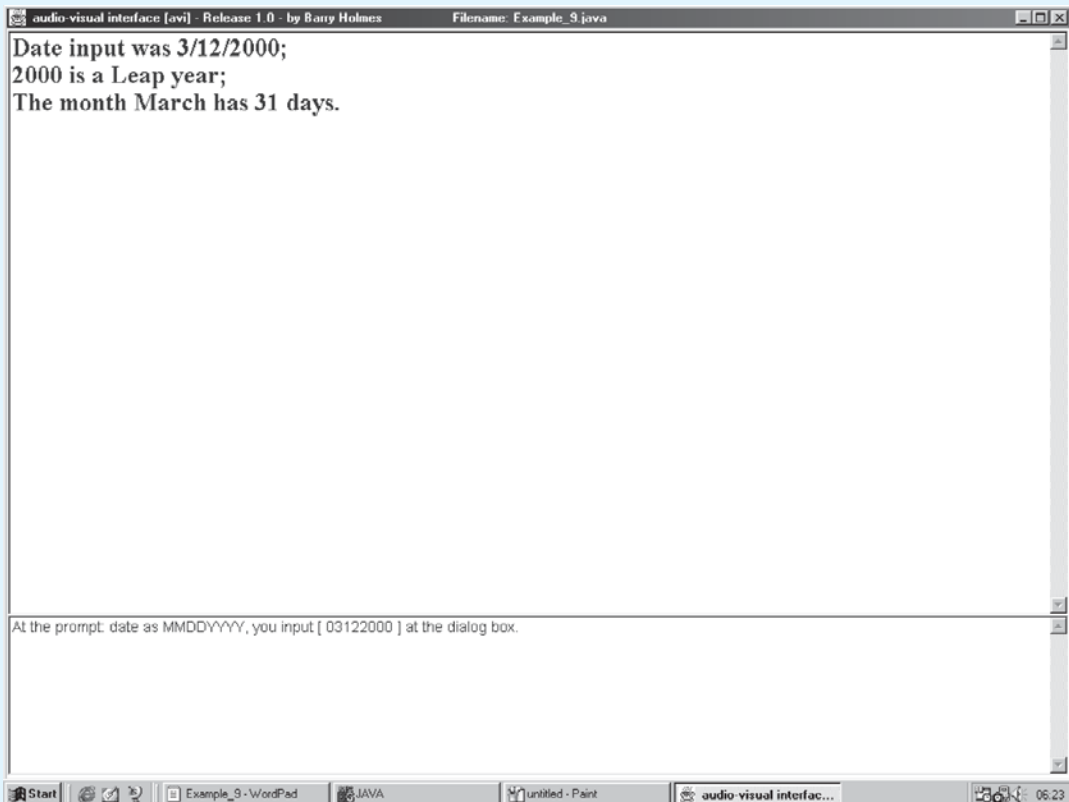 audio-visual interface [avi] - Release 1.0 - by Barry Holmes Filename: Example_9.java
Date input was 3/12/2000;
2000 is a Leap year;
The month March has 31 days.
At the prompt: date as MMDDYYYY, you input [ 03122000 ] at the dialog box.
Start Example_9 - WordPad JAVA untitled - Paint audio-visual interfac... 06:23